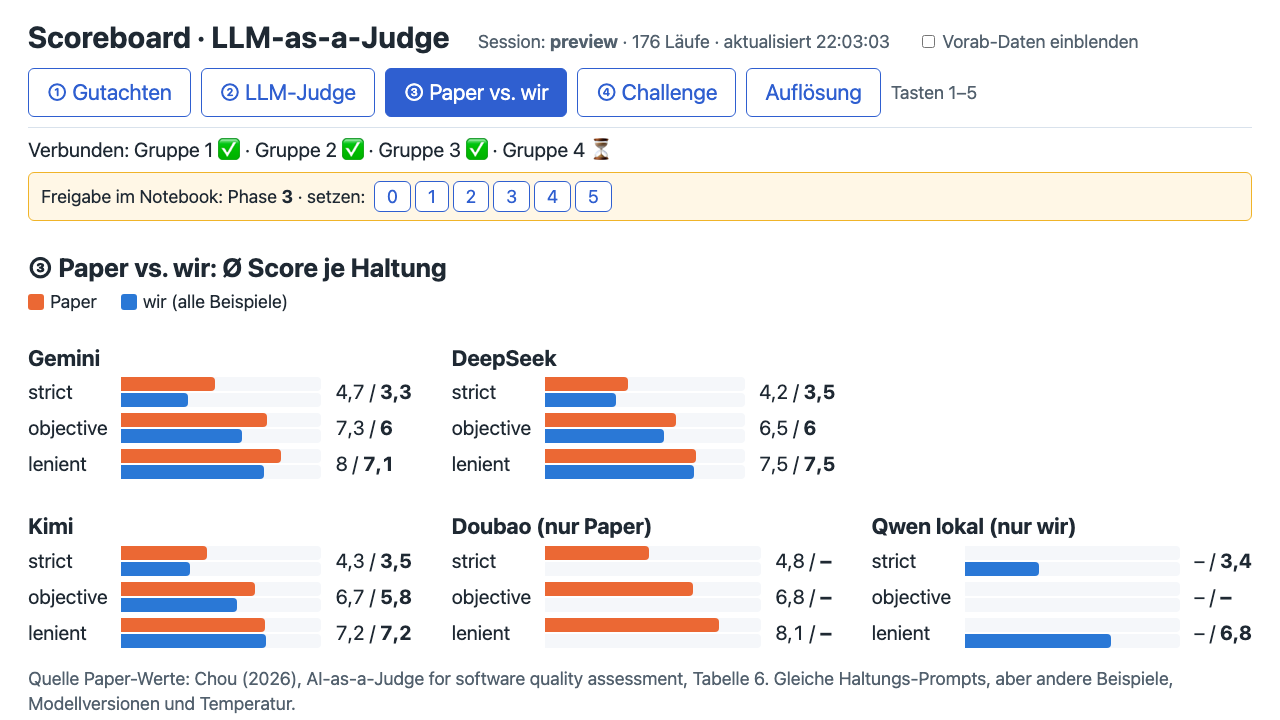 Scoreboard · LLM-as-a-Judge Session: preview · 176 Läufe · aktualisiert 22:03:03 Vorab-Daten einblenden
① Gutachten ② LLM-Judge ③ Paper vs. wir ④ Challenge Auflösung Tasten 1–5
Verbunden: Gruppe 1 ✅ · Gruppe 2 ✅ · Gruppe 3 ✅ · Gruppe 4 ⏳
Freigabe im Notebook: Phase 3 · setzen: 0 1 2 3 4 5
③ Paper vs. wir: Ø Score je Haltung
Paper wir (alle Beispiele)
Gemini
strict 4,7 / 3,3
objective 7,3 / 6
lenient 8 / 7,1
DeepSeek
strict 4,2 / 3,5
objective 6,5 / 6
lenient 7,5 / 7,5
Kimi
strict 4,3 / 3,5
objective 6,7 / 5,8
lenient 7,2 / 7,2
Doubao (nur Paper)
strict 4,8 / –
objective 6,8 / –
lenient 8,1 / –
Qwen lokal (nur wir)
strict – / 3,4
objective – / –
lenient – / 6,8
Quelle Paper-Werte: Chou (2026), AI-as-a-Judge for software quality assessment, Tabelle 6. Gleiche Haltungs-Prompts, aber andere Beispiele,
Modellversionen und Temperatur.